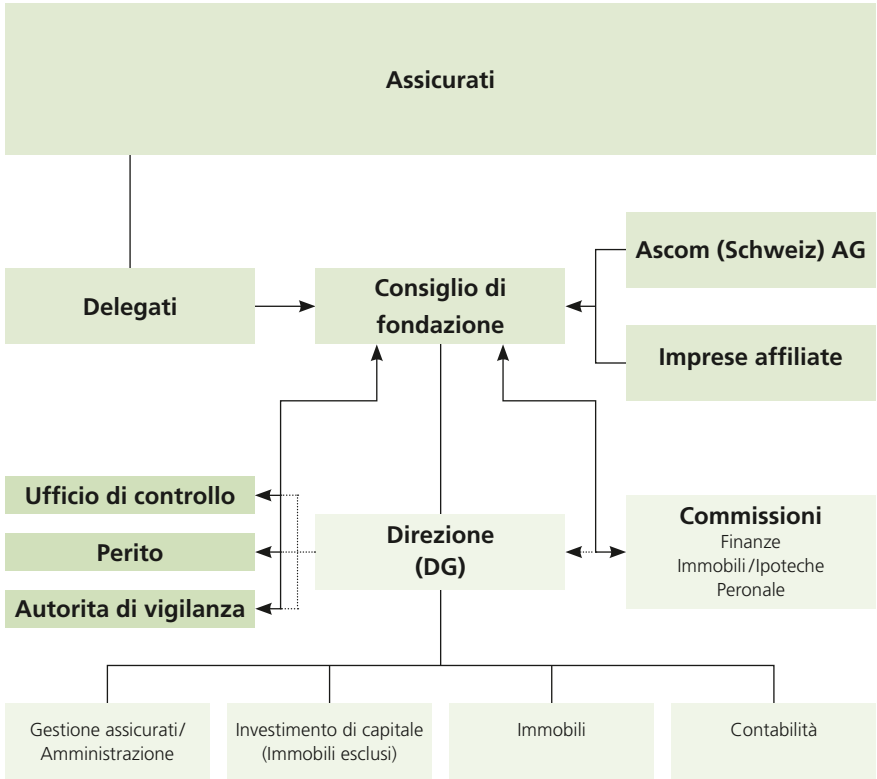 Assicurati
Ascom (Schweiz) AG
Delegati
Consiglio di
fondazione
Imprese affiliate
Ufficio di controllo
Perito
Autorita di vigilanza
Direzione
(DG)
Commissioni
Finanze
Immobili/Ipoteche
Peronale
Gestione assicurati/
Amministrazione
Investimento di capitale
(Immobili esclusi)
Immobili
Contabilità